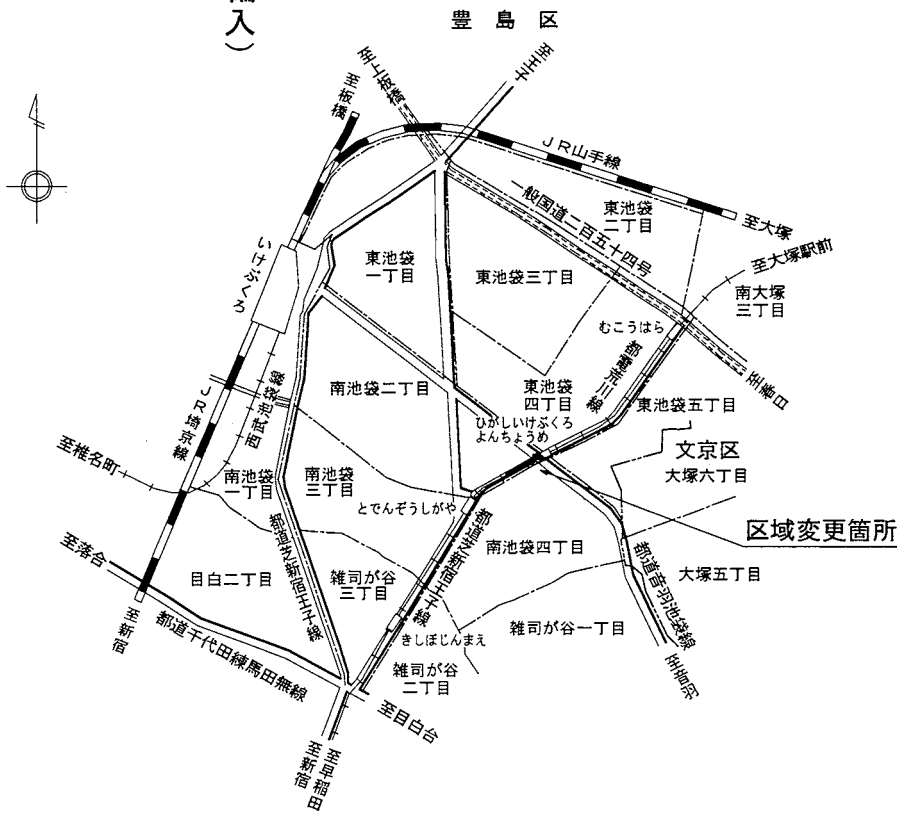 入）
豊島区
至王子
至上板橋
至板橋
JR山手線
一般国道二百五十四号
東池袋
二丁目
至大塚
至大塚駅前
いけぶくろ
東池袋
一丁目
東池袋三丁目
南大塚
三丁目
むこうはら
都電荒川線
至春日
西武池袋線
南池袋二丁目
東池袋
四丁目
東池袋五丁目
ひがしいけぶくろ
よんちょうめ
JR埼京線
文京区
大塚六丁目
至椎名町
南池袋
一丁目
南池袋
三丁目
とでんぞうしがや
区域変更箇所
都道芝新宿王子線
都道芝新宿王子線
南池袋四丁目
至落合
目白二丁目
雑司が谷
三丁目
都道音羽池袋線
大塚五丁目
至新宿
都道千代田練馬田無線
きしぼじんまえ
雑司が谷一丁目
雑司が谷
二丁目
至音羽
至目白台
至新宿
至早稲田